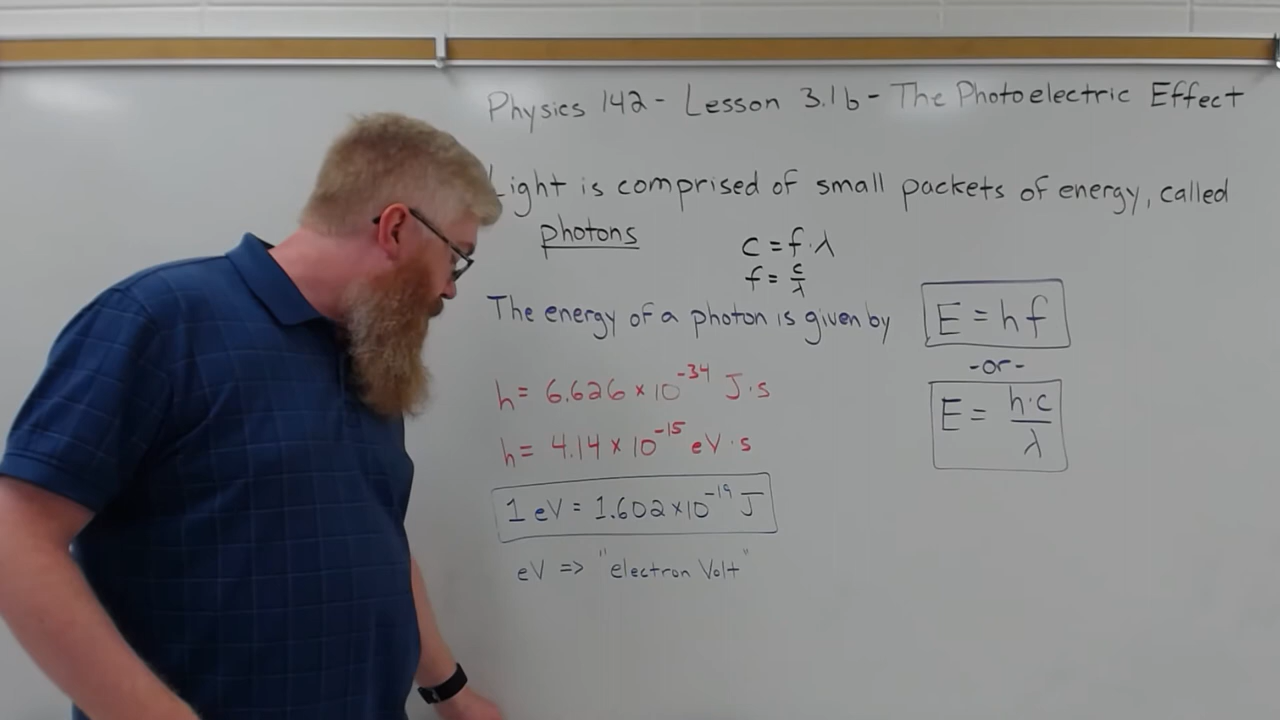 Physics 142 - Lesson 3.1b - The Photoelectric Effect
Light is comprised of small packets of energy, called
photons
c = f·λ
f = c/λ
The energy of a photon is given by
E = hf
-or-
E = h·c/λ
h = 6.626 × 10⁻³⁴ J·s
h = 4.14 × 10⁻¹⁵ eV·s
1 eV = 1.602 × 10⁻¹⁹ J
eV => "electron Volt"